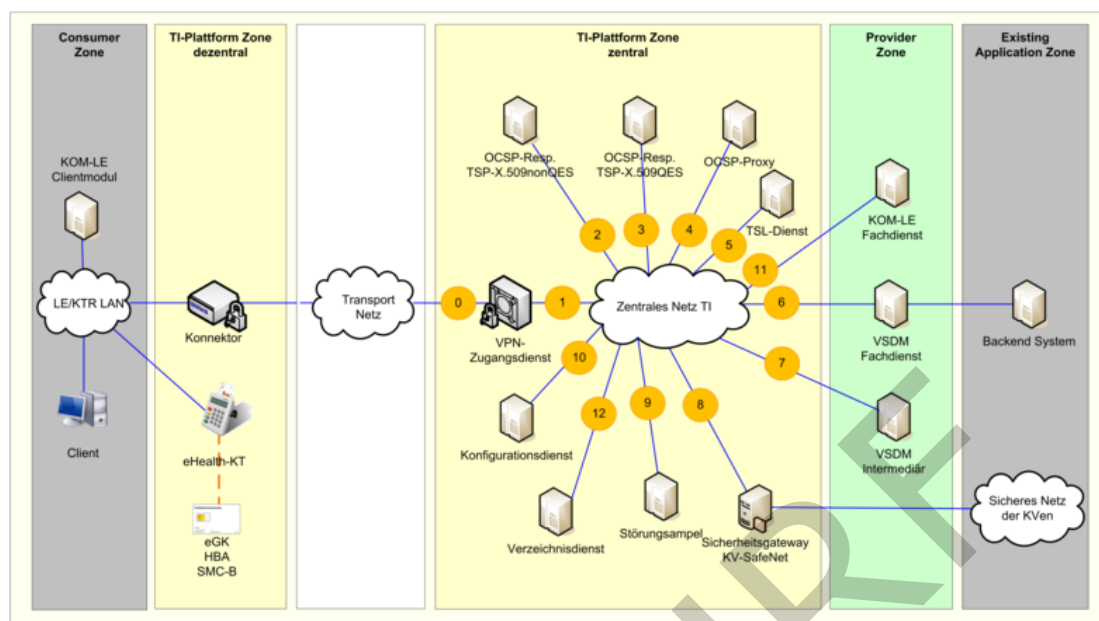 Consumer
Zone
TI-Plattform Zone
dezentral
TI-Plattform Zone
zentral
Provider
Zone
Existing
Application Zone
KOM-LE
Clientmodul
LE/KTR LAN
Client
Konnektor
eHealth-KT
eGK
HBA
SMC-B
Transport
Netz
0
VPN-
Zugangsdienst
1
OCSP-Resp.
TSP-X.509nonQES
OCSP-Resp.
TSP-X.509QES
OCSP-Proxy
TSL-Dienst
2
3
4
5
11
Zentrales Netz TI
6
7
10
12
9
8
Konfigurationsdienst
Verzeichnisdienst
Störungsampel
Sicherheitsgateway
KV-SafeNet
KOM-LE
Fachdienst
VSDM
Fachdienst
VSDM
Intermediär
Backend System
Sicheres Netz
der KVen